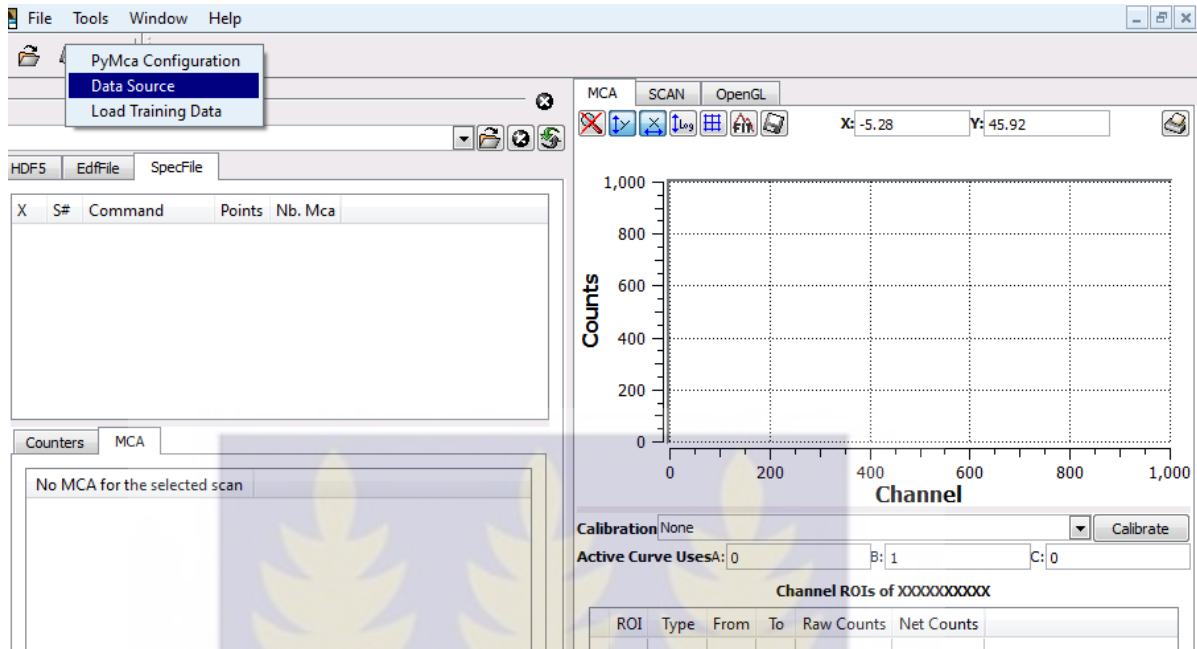 File Tools Window Help
PyMca Configuration
Data Source
Load Training Data
HDF5 EdfFile SpecFile
X S# Command Points Nb. Mca
Counters MCA
No MCA for the selected scan
MCA SCAN OpenGL
Log Fit X: -5.28 Y: 45.92
1,000
800
600
400
200
0
Counts
0 200 400 600 800 1,000
Channel
Calibration None Calibrate
Active Curve Uses A: 0 B: 1 C: 0
Channel ROIs of XXXXXXXXXX
ROI Type From To Raw Counts Net Counts